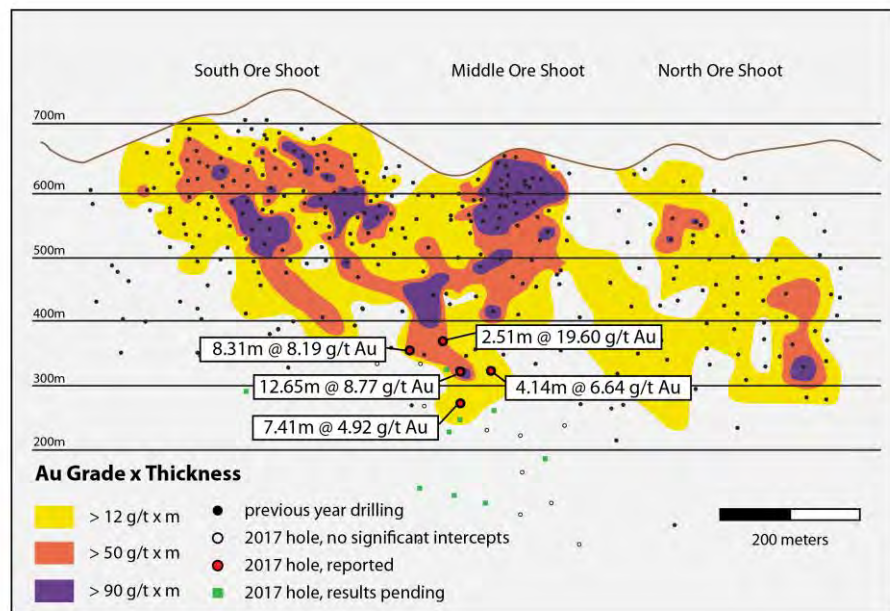 South Ore Shoot
Middle Ore Shoot
North Ore Shoot
700m
600m
500m
400m
300m
200m
8.31m @ 8.19 g/t Au
2.51m @ 19.60 g/t Au
12.65m @ 8.77 g/t Au
4.14m @ 6.64 g/t Au
7.41m @ 4.92 g/t Au
Au Grade x Thickness
> 12 g/t x m
> 50 g/t x m
> 90 g/t x m
previous year drilling
2017 hole, no significant intercepts
2017 hole, reported
2017 hole, results pending
200 meters